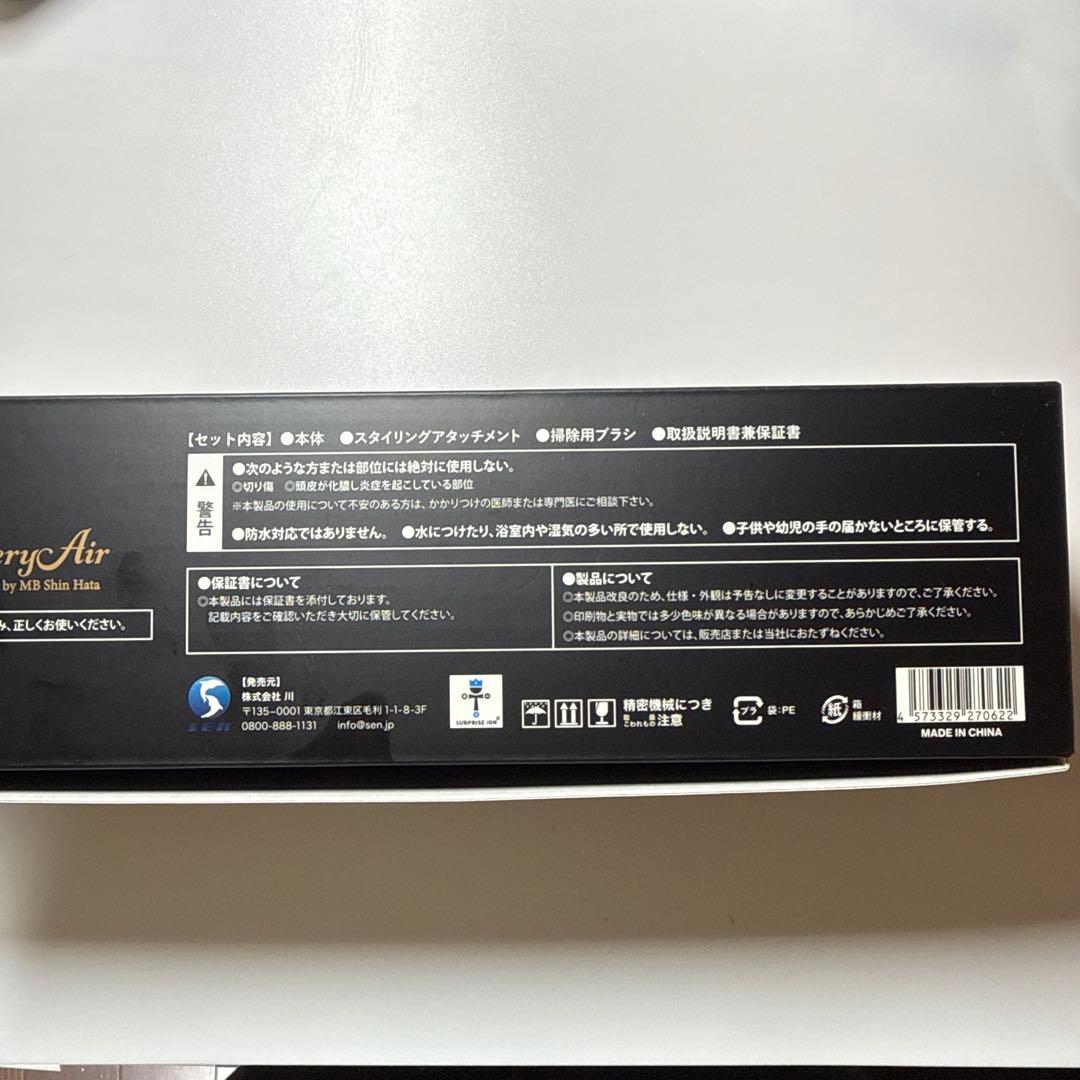 【セット内容】●本体 ●スタイリングアタッチメント ●掃除用ブラシ ●取扱説明書兼保証書
警告
●次のような方または部位には絶対に使用しない。
◎切り傷 ◎頭皮が化膿し炎症を起こしている部位
※本製品の使用について不安のある方は、かかりつけの医師または専門医にご相談下さい。
●防水対応ではありません。 ●水につけたり、浴室内や湿気の多い所で使用しない。 ●子供や幼児の手の届かないところに保管する。
ery Air
by MB Shin Hata
み、正しくお使いください。
●保証書について
◎本製品には保証書を添付しております。
記載内容をご確認いただき大切に保管してください。
●製品について
◎本製品改良のため、仕様・外観は予告なしに変更することがありますので、ご了承ください。
◎印刷物と実物では多少色味が異なる場合がありますので、あらかじめご了承ください。
◎本製品の詳細については、販売店または当社におたずねください。
SEN
【発売元】
株式会社 川
〒135-0001 東京都江東区毛利 1-1-8-3F
0800-888-1131 info@sen.jp
SURPRISE ION®
精密機械につき
取扱注意
こわれもの
プラ 袋:PE
紙 箱
緩衝材
4 573329 270622
MADE IN CHINA